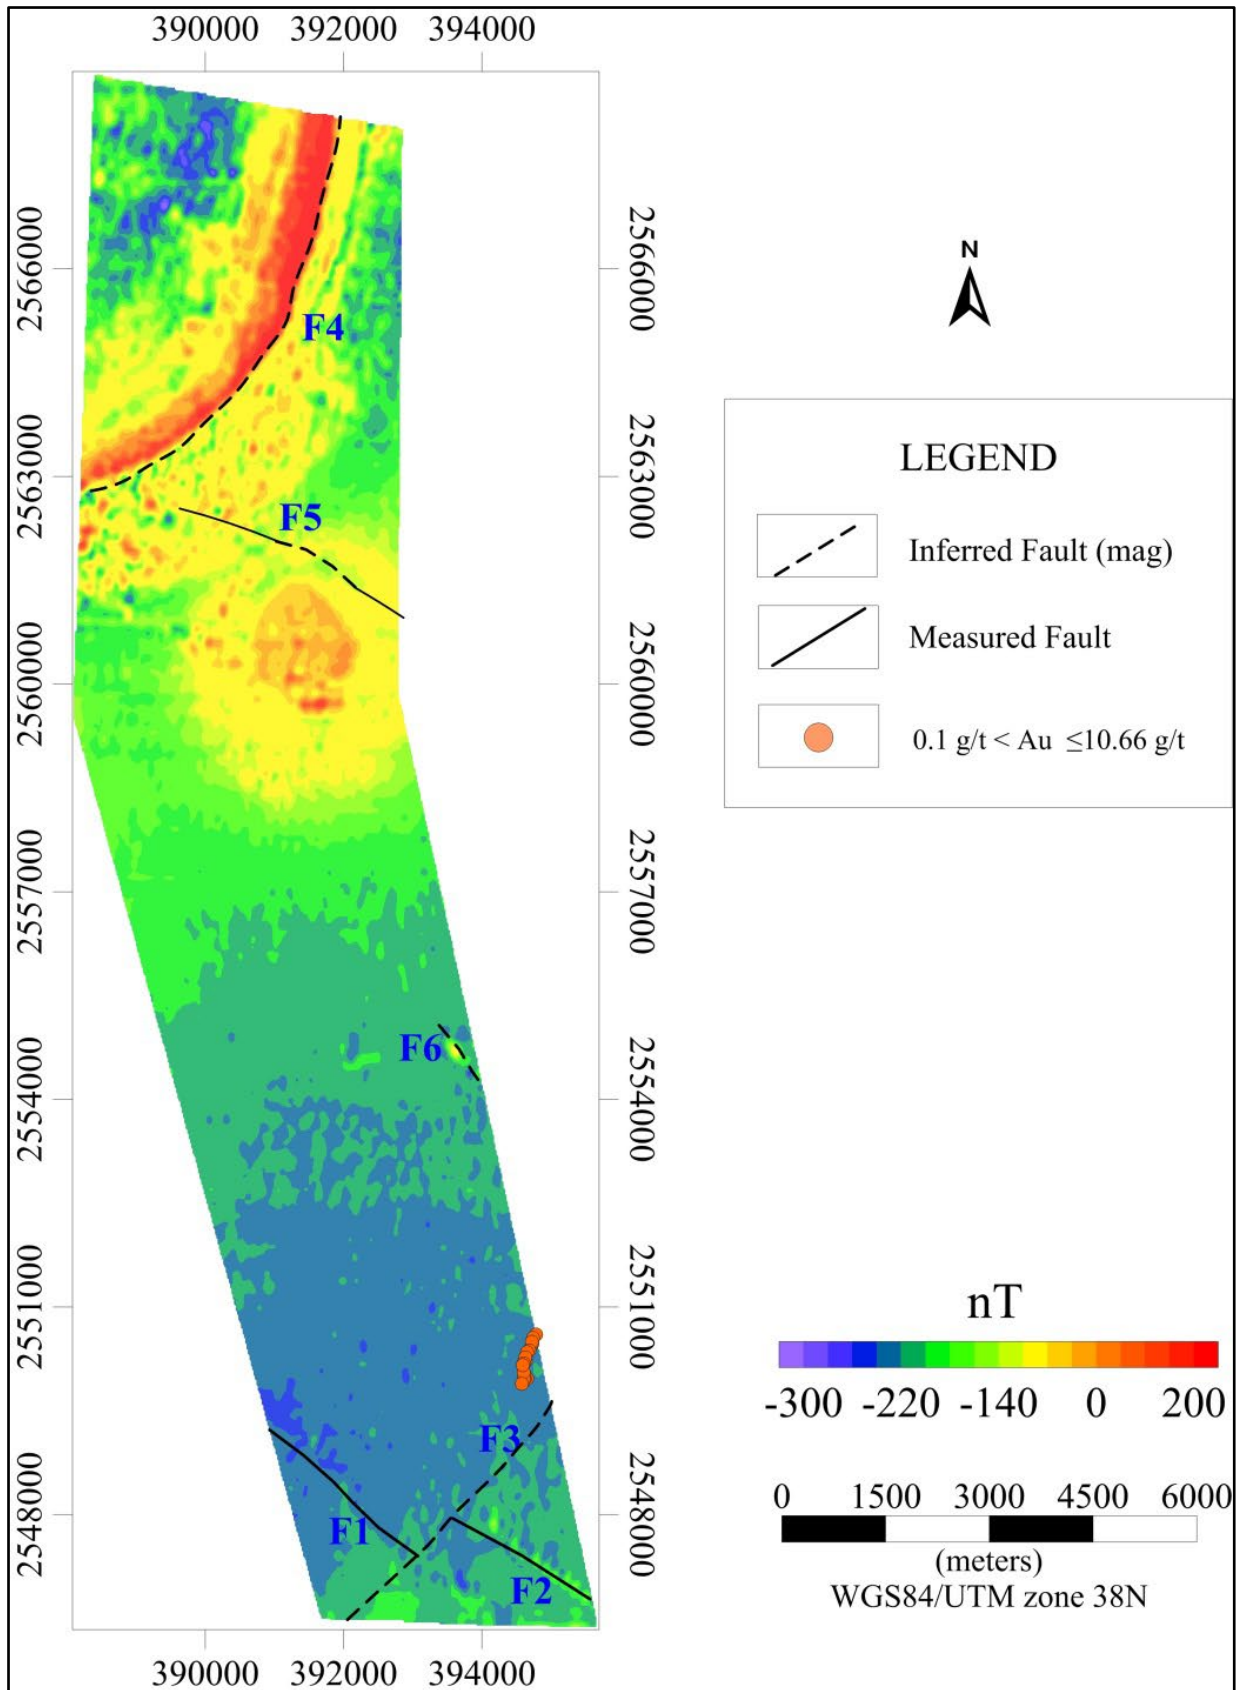 390000 392000 394000
2566000
2563000
2560000
2557000
2554000
2551000
2548000
2566000
2563000
2560000
2557000
2554000
2551000
2548000
F4
F5
F6
F3
F1
F2
390000 392000 394000
N
LEGEND
Inferred Fault (mag)
Measured Fault
0.1 g/t < Au ≤10.66 g/t
nT
-300 -220 -140 0 200
0 1500 3000 4500 6000
(meters)
WGS84/UTM zone 38N